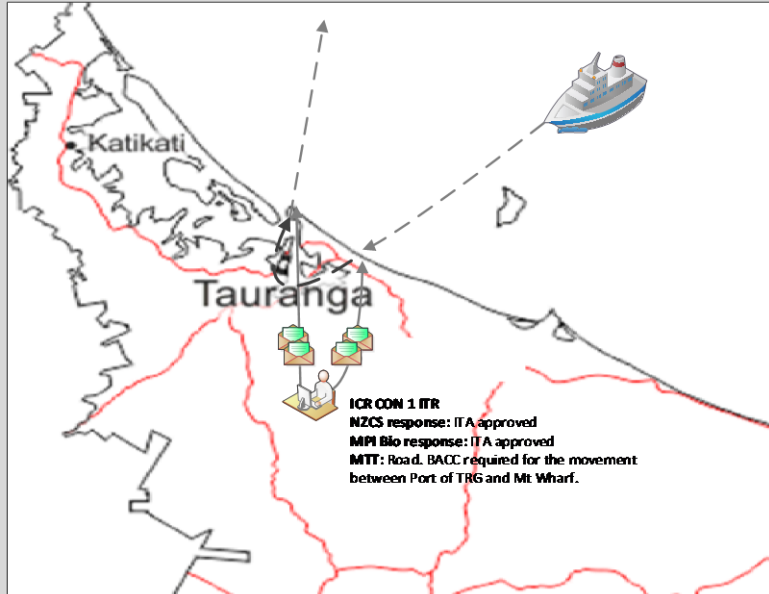 Katikati
Tauranga
ICR CON 1 ITR
NZCS response: ITA approved
MPI Bio response: ITA approved
MTT: Road. BACC required for the movement
between Port of TRG and Mt Wharf.